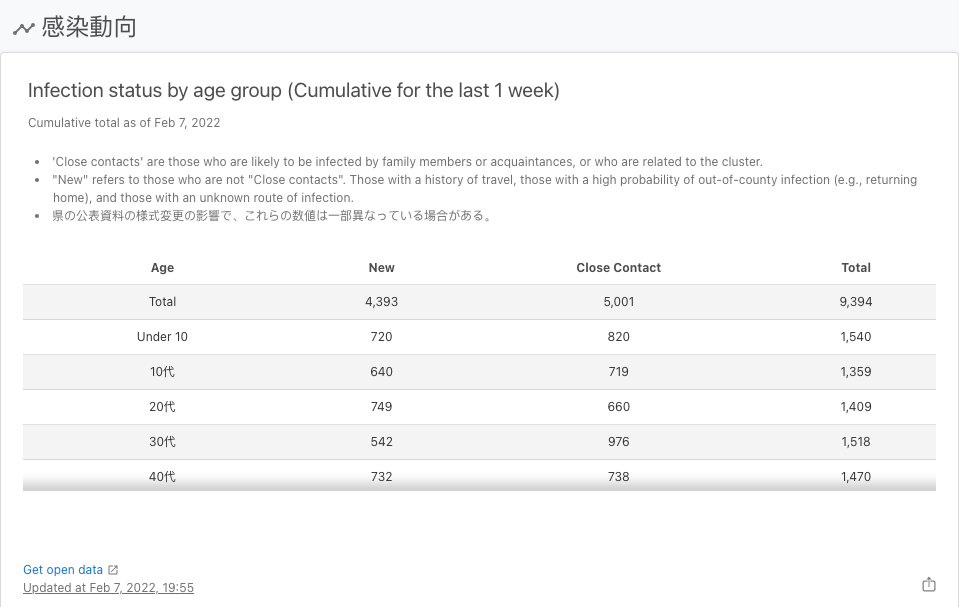 感染動向
Infection status by age group (Cumulative for the last 1 week)
Cumulative total as of Feb 7, 2022
• 'Close contacts' are those who are likely to be infected by family members or acquaintances, or who are related to the cluster.
• "New" refers to those who are not "Close contacts". Those with a history of travel, those with a high probability of out-of-county infection (e.g., returning
home), and those with an unknown route of infection.
• 県の公表資料の様式変更の影響で、これらの数値は一部異なっている場合がある。
Age New Close Contact Total
Total 4,393 5,001 9,394
Under 10 720 820 1,540
10代 640 719 1,359
20代 749 660 1,409
30代 542 976 1,518
40代 732 738 1,470
Get open data
Updated at Feb 7, 2022, 19:55